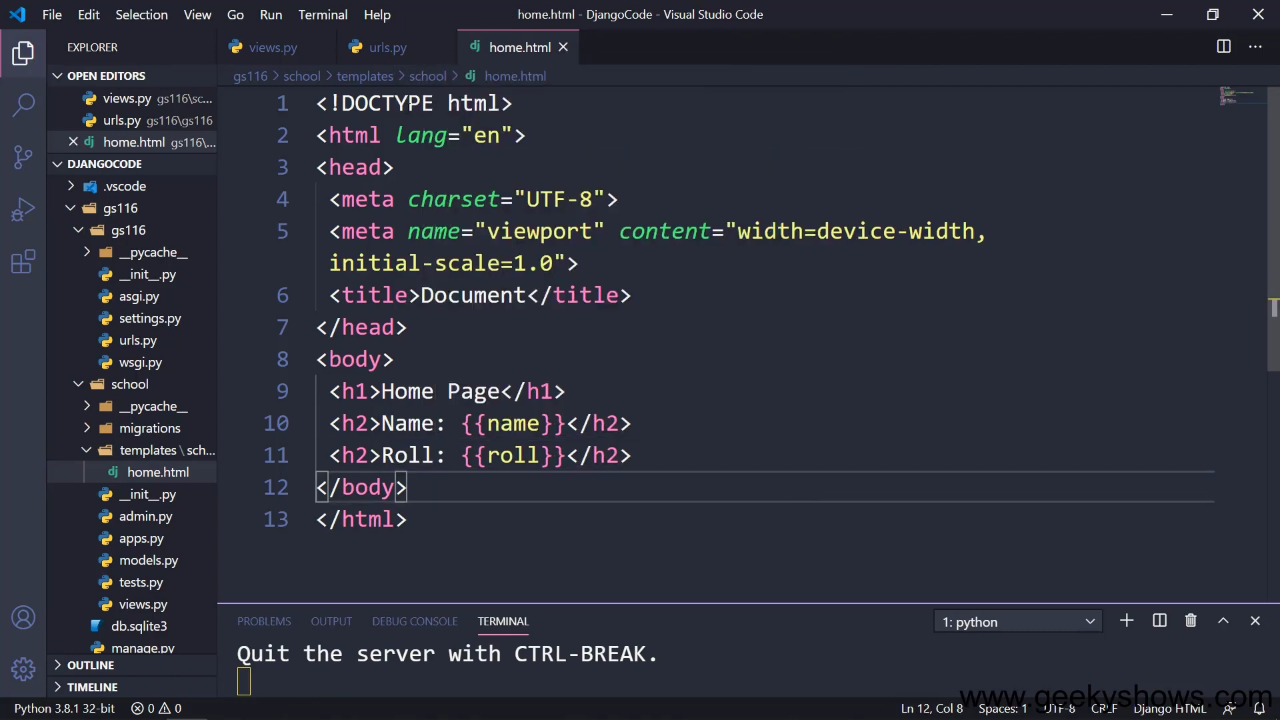 File Edit Selection View Go Run Terminal Help home.html - DjangoCode - Visual Studio Code
EXPLORER
views.py urls.py home.html
OPEN EDITORS
views.py gs116\sc...
urls.py gs116\gs116
home.html gs116\...
DJANGOCODE
.vscode
gs116
gs116
__pycache__
__init__.py
asgi.py
settings.py
urls.py
wsgi.py
school
__pycache__
migrations
templates \ sch...
home.html
__init__.py
admin.py
apps.py
models.py
tests.py
views.py
db.sqlite3
manage.py
OUTLINE
TIMELINE
gs116 > school > templates > school > home.html
1 <!DOCTYPE html>
2 <html lang="en">
3 <head>
4 <meta charset="UTF-8">
5 <meta name="viewport" content="width=device-width,
initial-scale=1.0">
6 <title>Document</title>
7 </head>
8 <body>
9 <h1>Home Page</h1>
10 <h2>Name: {{name}}</h2>
11 <h2>Roll: {{roll}}</h2>
12 </body>
13 </html>
PROBLEMS OUTPUT DEBUG CONSOLE TERMINAL 1: python
Quit the server with CTRL-BREAK.
www.geekyshows.com
Python 3.8.1 32-bit 0 0 Ln 12, Col 8 Spaces: 1 UTF-8 CRLF Django HTML